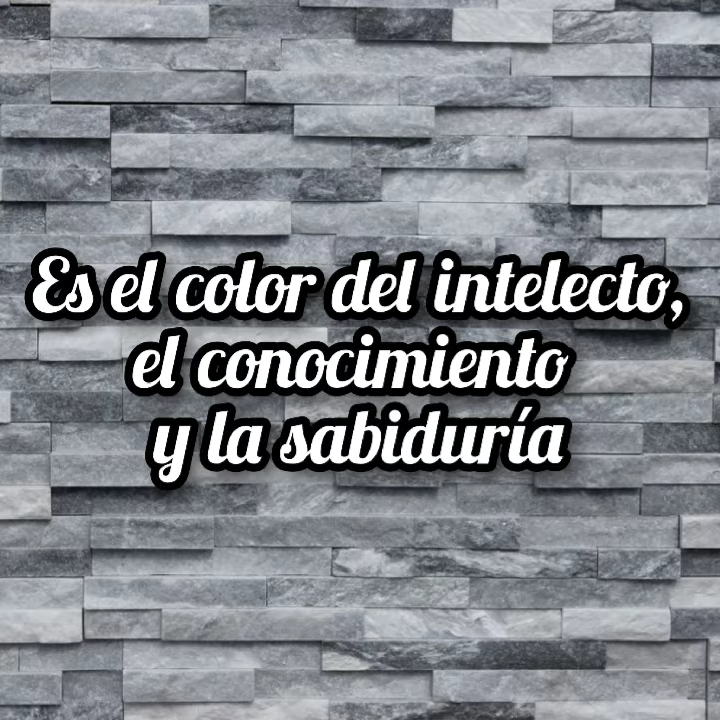 Es el color del intelecto,
el conocimiento
y la sabiduría